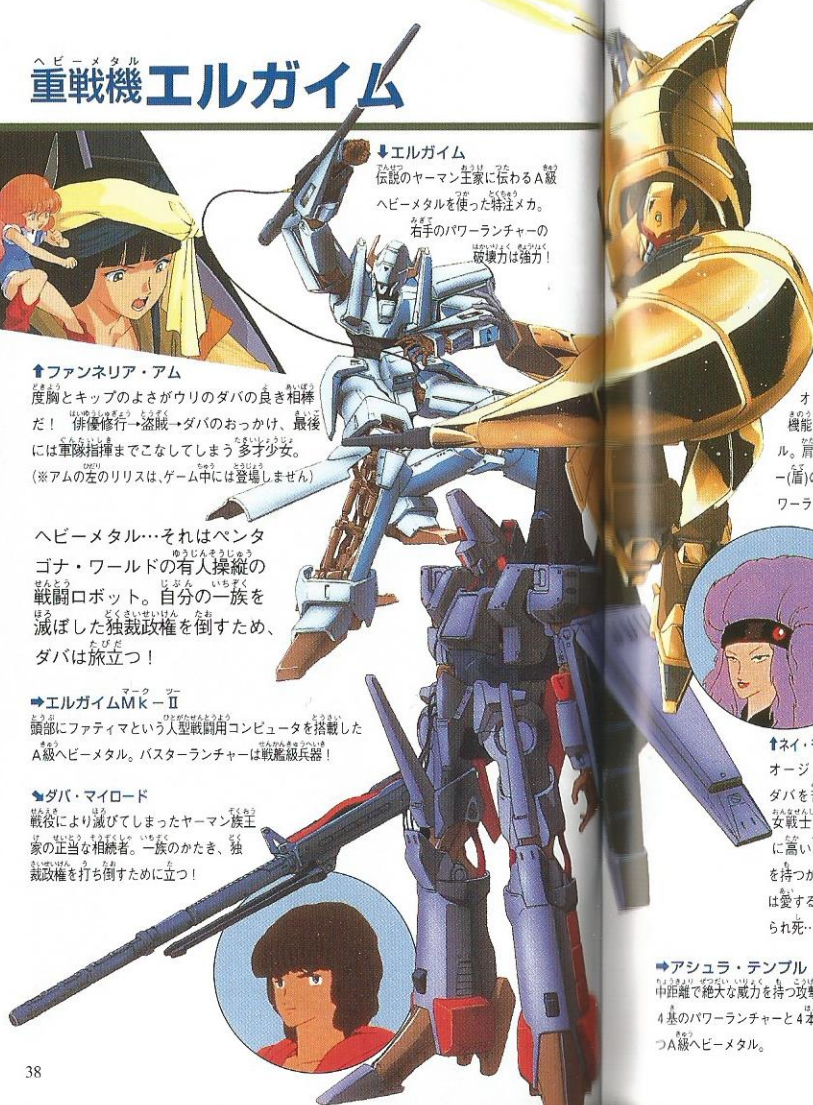 ヘビーメタル
重戦機エルガイム
⬇エルガイム
伝説のヤーマン王家に伝わるA級
ヘビーメタルを使った特注メカ。
右手のパワーランチャーの
破壊力は強力！
⬆ファンネリア・アム
度胸とキップのよさがウリのダバの良き相棒
だ！　俳優修行→盗賊→ダバのおっかけ、最後
には軍隊指揮までこなしてしまう多才少女。
(※アムの左のリリスは、ゲーム中には登場しません)
ヘビーメタル…それはペンタ
ゴナ・ワールドの有人操縦の
戦闘ロボット。自分の一族を
滅ぼした独裁政権を倒すため、
ダバは旅立つ！
➡エルガイムMk－Ⅱ
頭部にファティマという人型戦闘用コンピュータを搭載した
A級ヘビーメタル。バスターランチャーは戦艦級兵器！
⬊ダバ・マイロード
戦役により滅びてしまったヤーマン族王
家の正当な相続者。一族のかたき、独
裁政権を打ち倒すために立つ！
38
オ
機能
ル。肩
ー(盾)の
ワーラ
⬆ネイ・
オージ
ダバを
女戦士
に高い
を持つが
は愛する
られ死…
➡アシュラ・テンプル
中距離で絶大な威力を持つ攻撃
4基のパワーランチャーと4本
つA級ヘビーメタル。